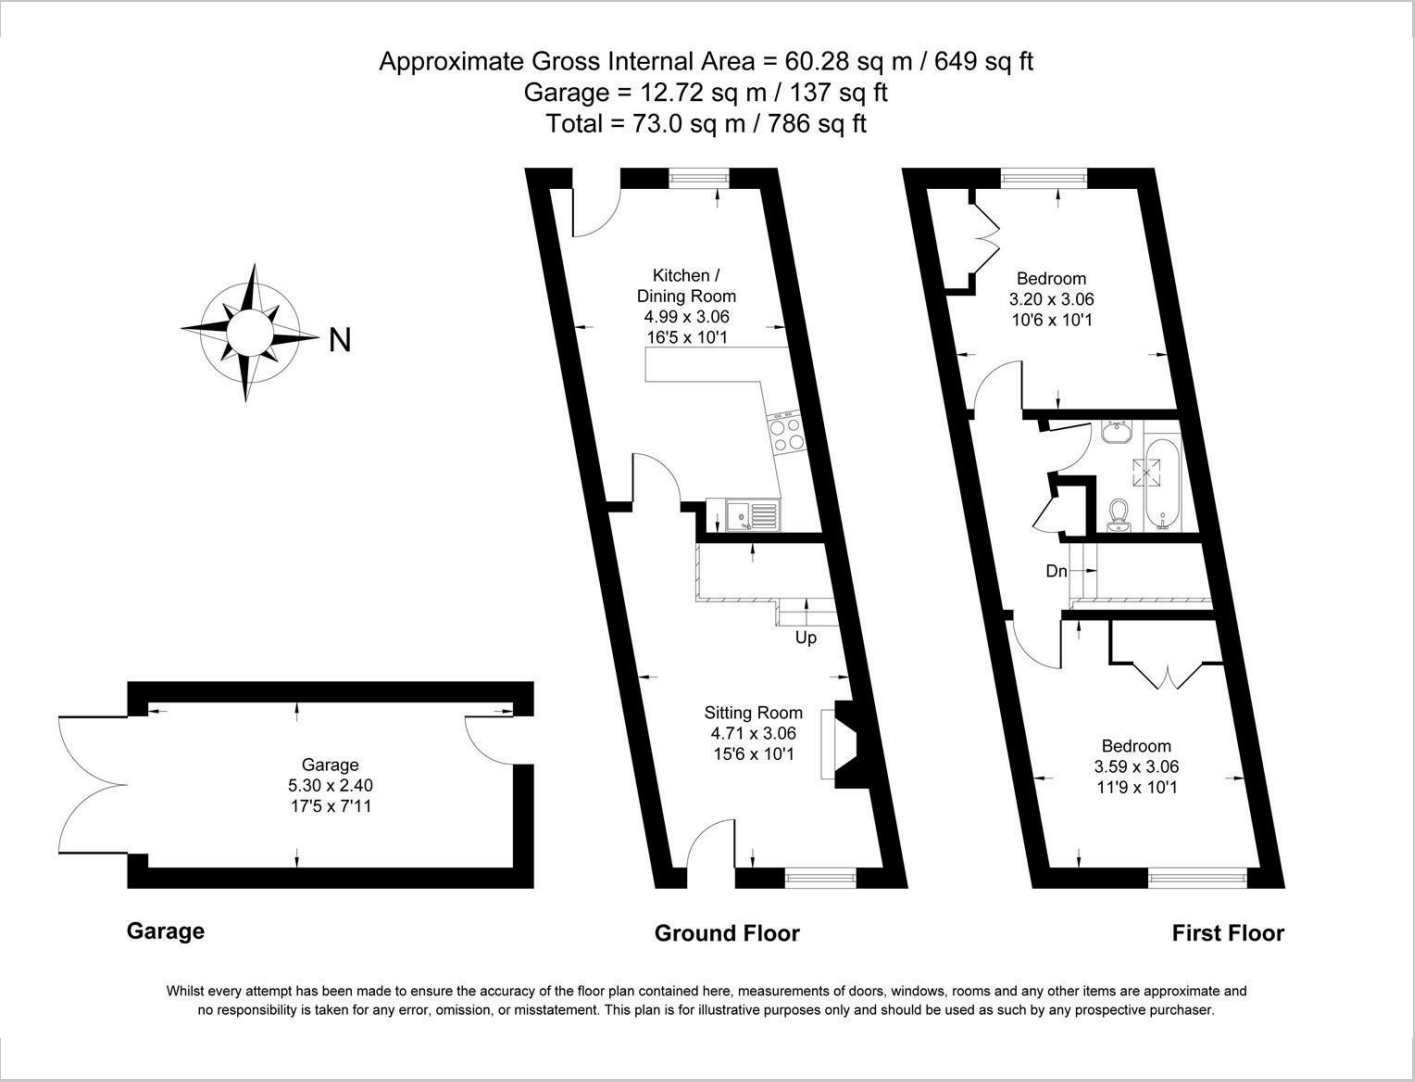 Approximate Gross Internal Area = 60.28 sq m / 649 sq ft
Garage = 12.72 sq m / 137 sq ft
Total = 73.0 sq m / 786 sq ft
N
Kitchen /
Dining Room
4.99 x 3.06
16'5 x 10'1
Up
Sitting Room
4.71 x 3.06
15'6 x 10'1
Bedroom
3.20 x 3.06
10'6 x 10'1
Dn
Bedroom
3.59 x 3.06
11'9 x 10'1
Garage
5.30 x 2.40
17'5 x 7'11
Garage
Ground Floor
First Floor
Whilst every attempt has been made to ensure the accuracy of the floor plan contained here, measurements of doors, windows, rooms and any other items are approximate and
no responsibility is taken for any error, omission, or misstatement. This plan is for illustrative purposes only and should be used as such by any prospective purchaser.